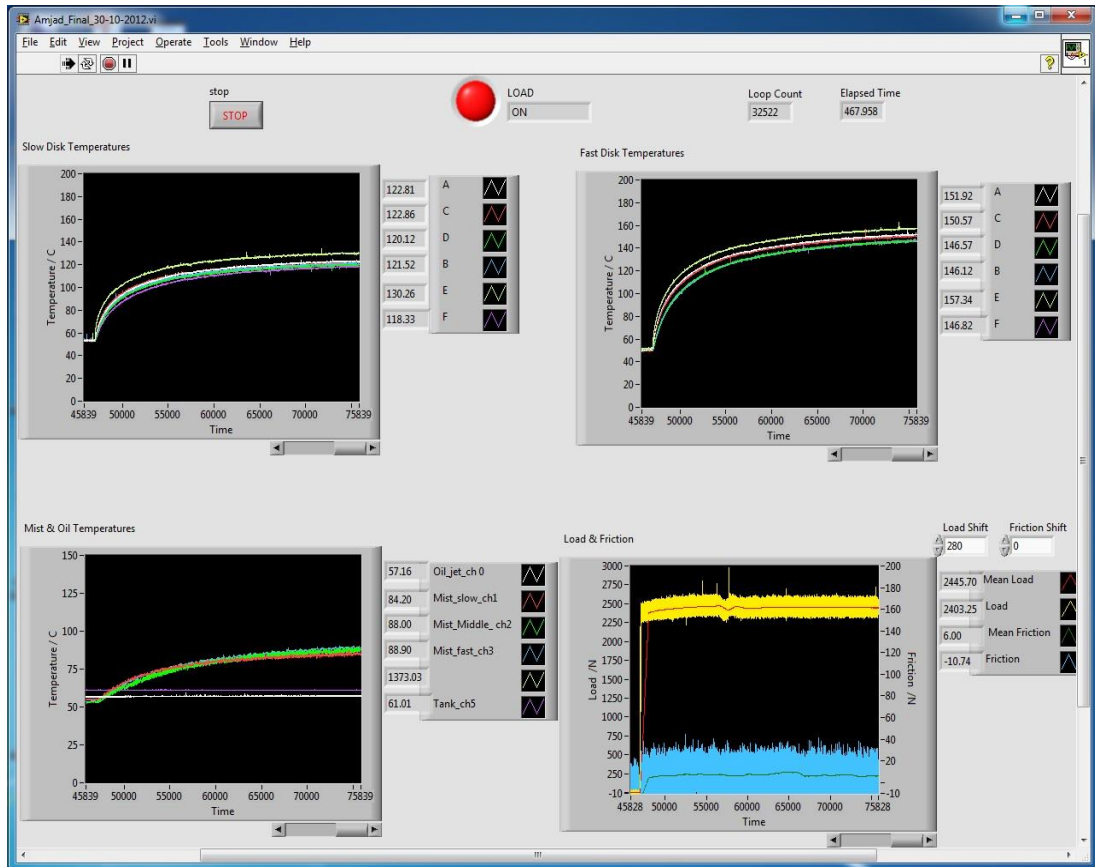 Amjad_Final_30-10-2012.vi
File Edit View Project Operate Tools Window Help
stop
STOP
LOAD
ON
Loop Count
32522
Elapsed Time
467.958
Slow Disk Temperatures
Temperature / C
200
180
160
140
120
100
80
60
40
20
0
45839 50000 55000 60000 65000 70000 75839
Time
122.81 A
122.86 C
120.12 D
121.52 B
130.26 E
118.33 F
Fast Disk Temperatures
Temperature / C
200
180
160
140
120
100
80
60
40
20
0
45839 50000 55000 60000 65000 70000 75839
Time
151.92 A
150.57 C
146.57 D
146.12 B
157.34 E
146.82 F
Mist & Oil Temperatures
Temperature / C
150
125
100
75
50
25
0
45839 50000 55000 60000 65000 70000 75839
Time
57.16 Oil_jet_ch 0
84.20 Mist_slow_ch1
88.00 Mist_Middle_ ch2
88.90 Mist_fast_ch3
1373.03
61.01 Tank_ch5
Load & Friction
Load Shift
280
Friction Shift
0
Load /N
3000
2750
2500
2250
2000
1750
1500
1250
1000
750
500
250
-10
200
180
160
140
120
100
80
60
40
20
0
-10
Friction /N
45828 50000 55000 60000 65000 70000 75828
Time
2445.70 Mean Load
2403.25 Load
6.00 Mean Friction
-10.74 Friction